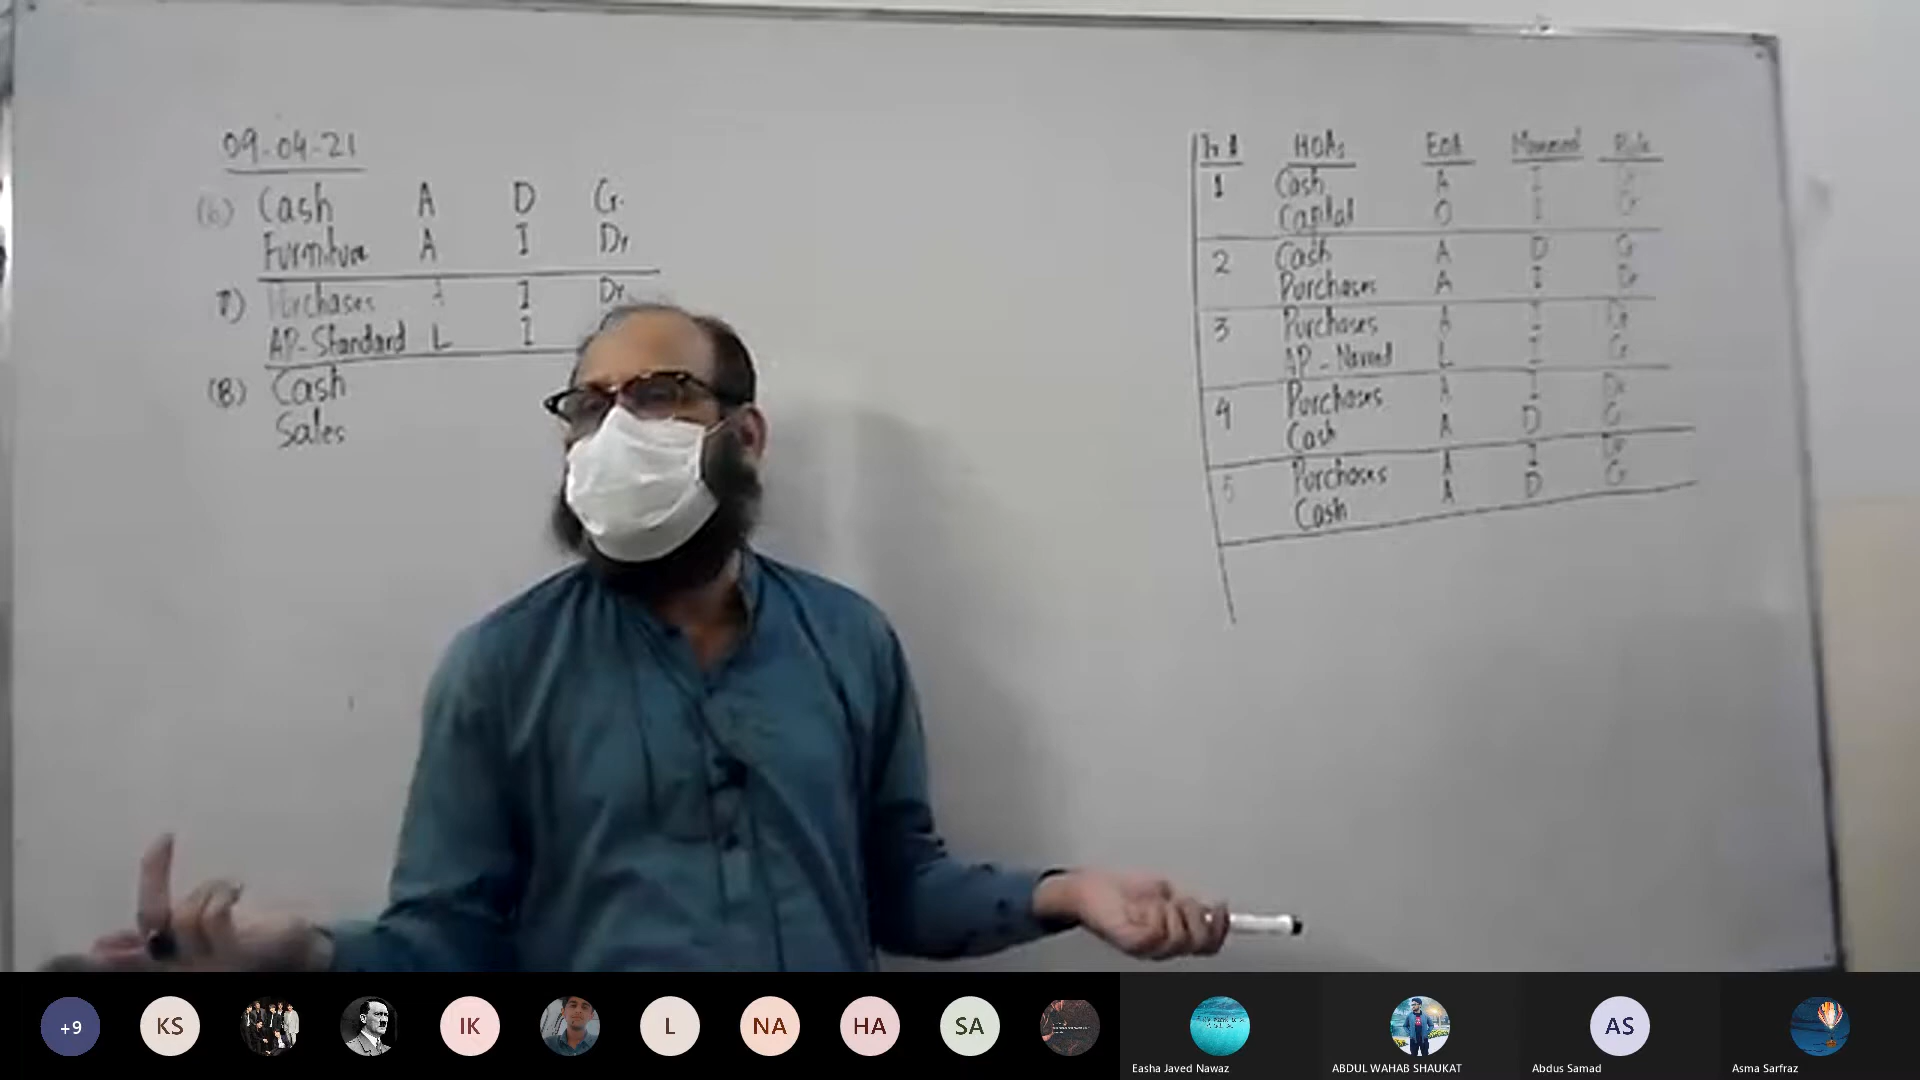 09-04-21
(6) Cash A D Cr.
Furniture A I Dr
7) Purchases A I Dr
AP-Standard L I
(8) Cash
Sales
Tr # HOAs EOA Movement Rule
1 Cash A I
Capital O I Cr
2 Cash A D Cr
Purchases A I Dr
3 Purchases A I Dr
AP - L I Cr
4 Purchases A I Dr
Cash A D Cr
5 Purchases A I Dr
Cash A D Cr
+9
KS
IK
L
NA
HA
SA
AS
Easha Javed Nawaz
ABDUL WAHAB SHAUKAT
Abdus Samad
Asma Sarfraz